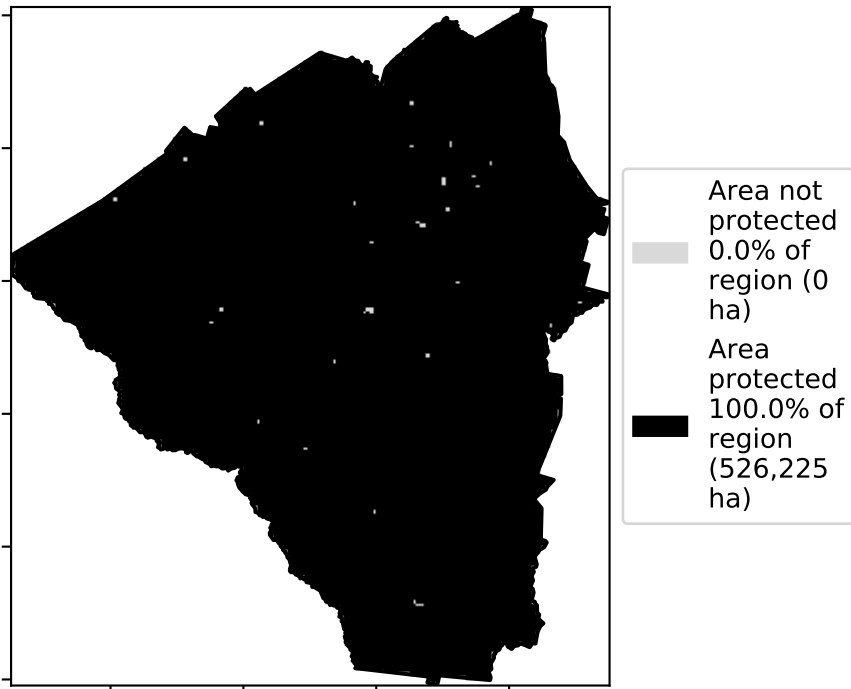 Area not
protected
0.0% of
region (0
ha)
Area
protected
100.0% of
region
(526,225
ha)